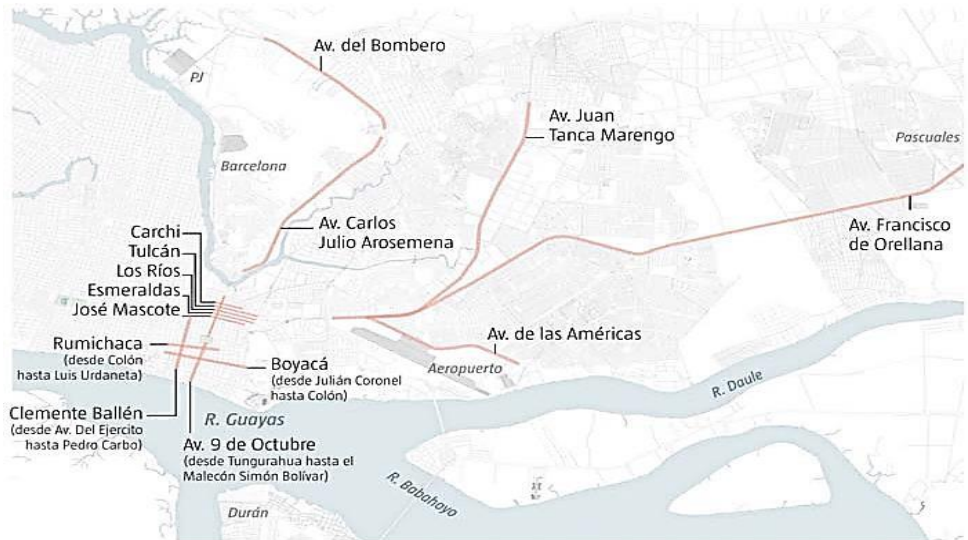 Av. del Bombero
PJ
Av. Juan
Tanca Marengo
Pascuales
Barcelona
Av. Carlos
Julio Arosemena
Av. Francisco
de Orellana
Carchi
Tulcán
Los Ríos
Esmeraldas
José Mascote
Rumichaca
(desde Colón
hasta Luis Urdaneta)
Av. de las Américas
Aeropuerto
Boyacá
(desde Julián Coronel
hasta Colón)
R. Daule
Clemente Ballén
(desde Av. Del Ejercito
hasta Pedro Carbo)
R. Guayas
Av. 9 de Octubre
(desde Tungurahua hasta el
Malecón Simón Bolívar)
R. Babahoyo
Durán